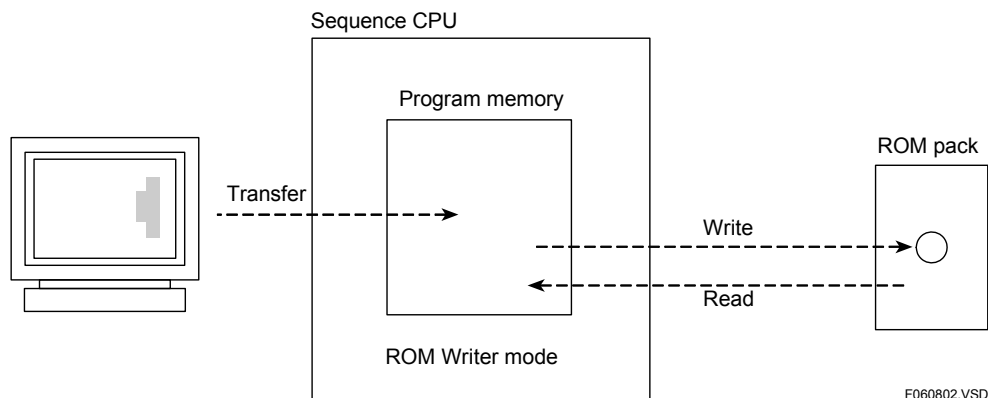 Sequence CPU
Program memory
ROM pack
Transfer
Write
Read
ROM Writer mode
F060802.VSD